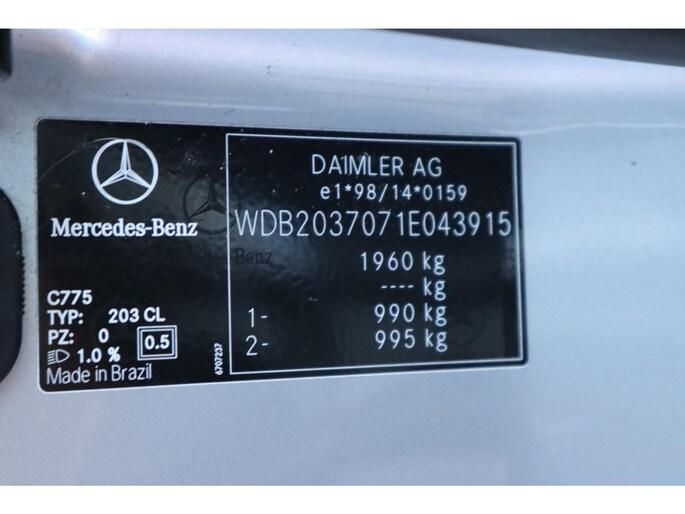 Mercedes-Benz
C775
TYP: 203 CL
PZ: 0
1.0 % 0.5
Made in Brazil
6707237
DAIMLER AG
e1*98/14*0159
WDB2037071E043915
1960 kg
---- kg
1- 990 kg
2- 995 kg